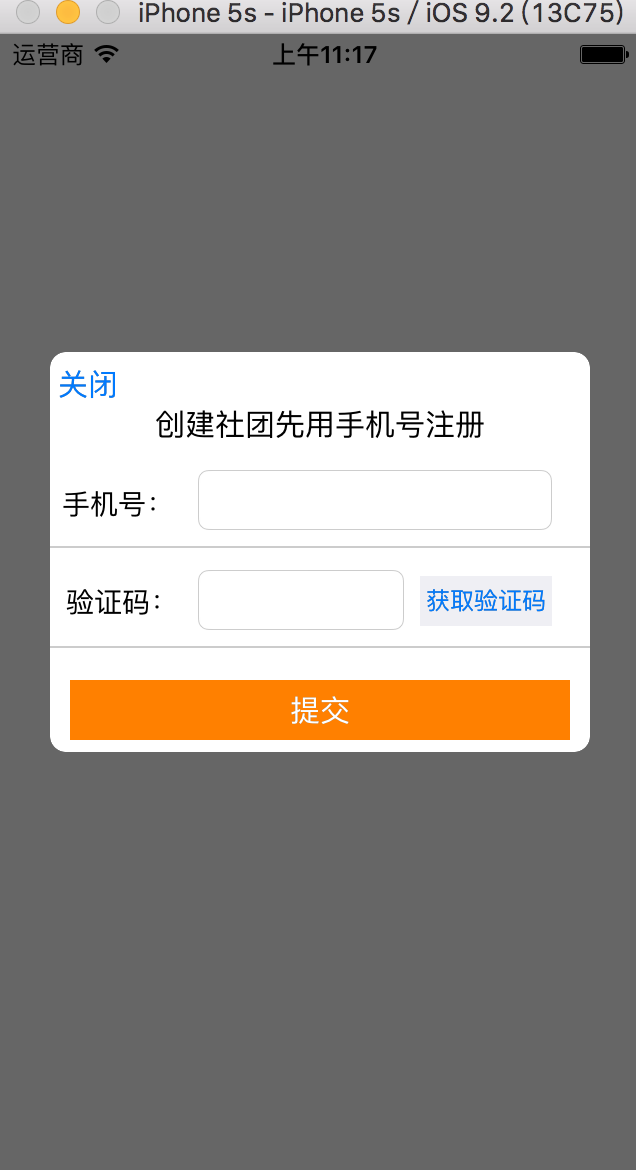 iPhone 5s - iPhone 5s / iOS 9.2 (13C75)
运营商 上午11:17
关闭
创建社团先用手机号注册
手机号：
验证码： 获取验证码
提交